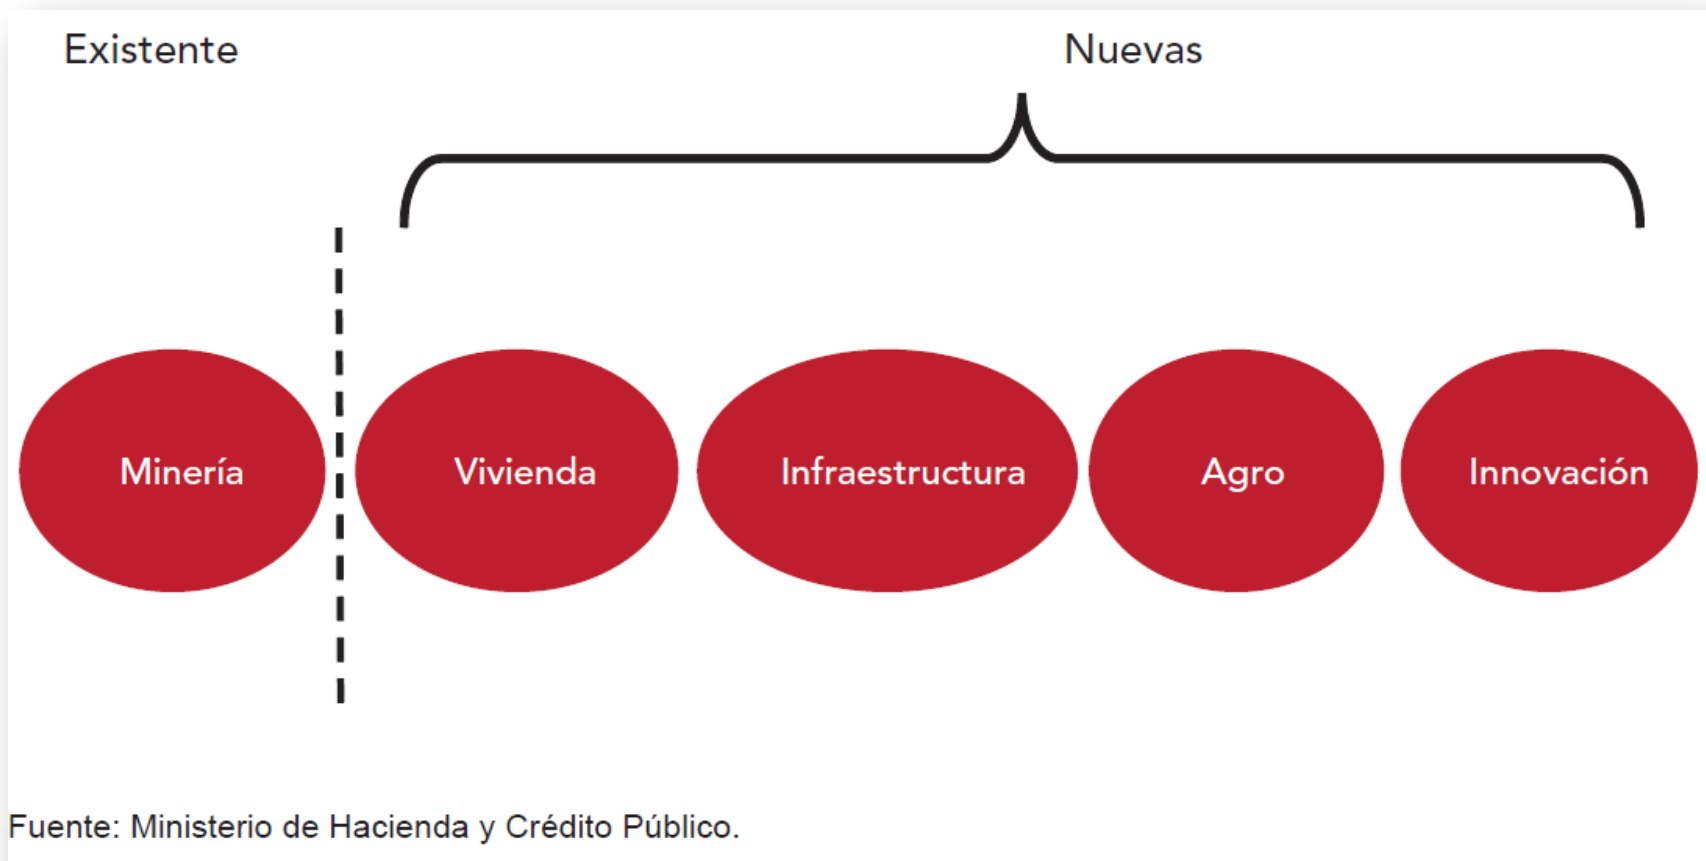 Existente
Nuevas
Minería
Vivienda
Infraestructura
Agro
Innovación
Fuente: Ministerio de Hacienda y Crédito Público.